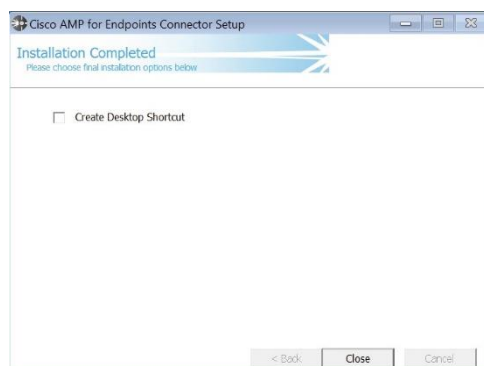 Cisco AMP for Endpoints Connector Setup
Installation Completed
Please choose final installation options below
Create Desktop Shortcut
< Back Close Cancel